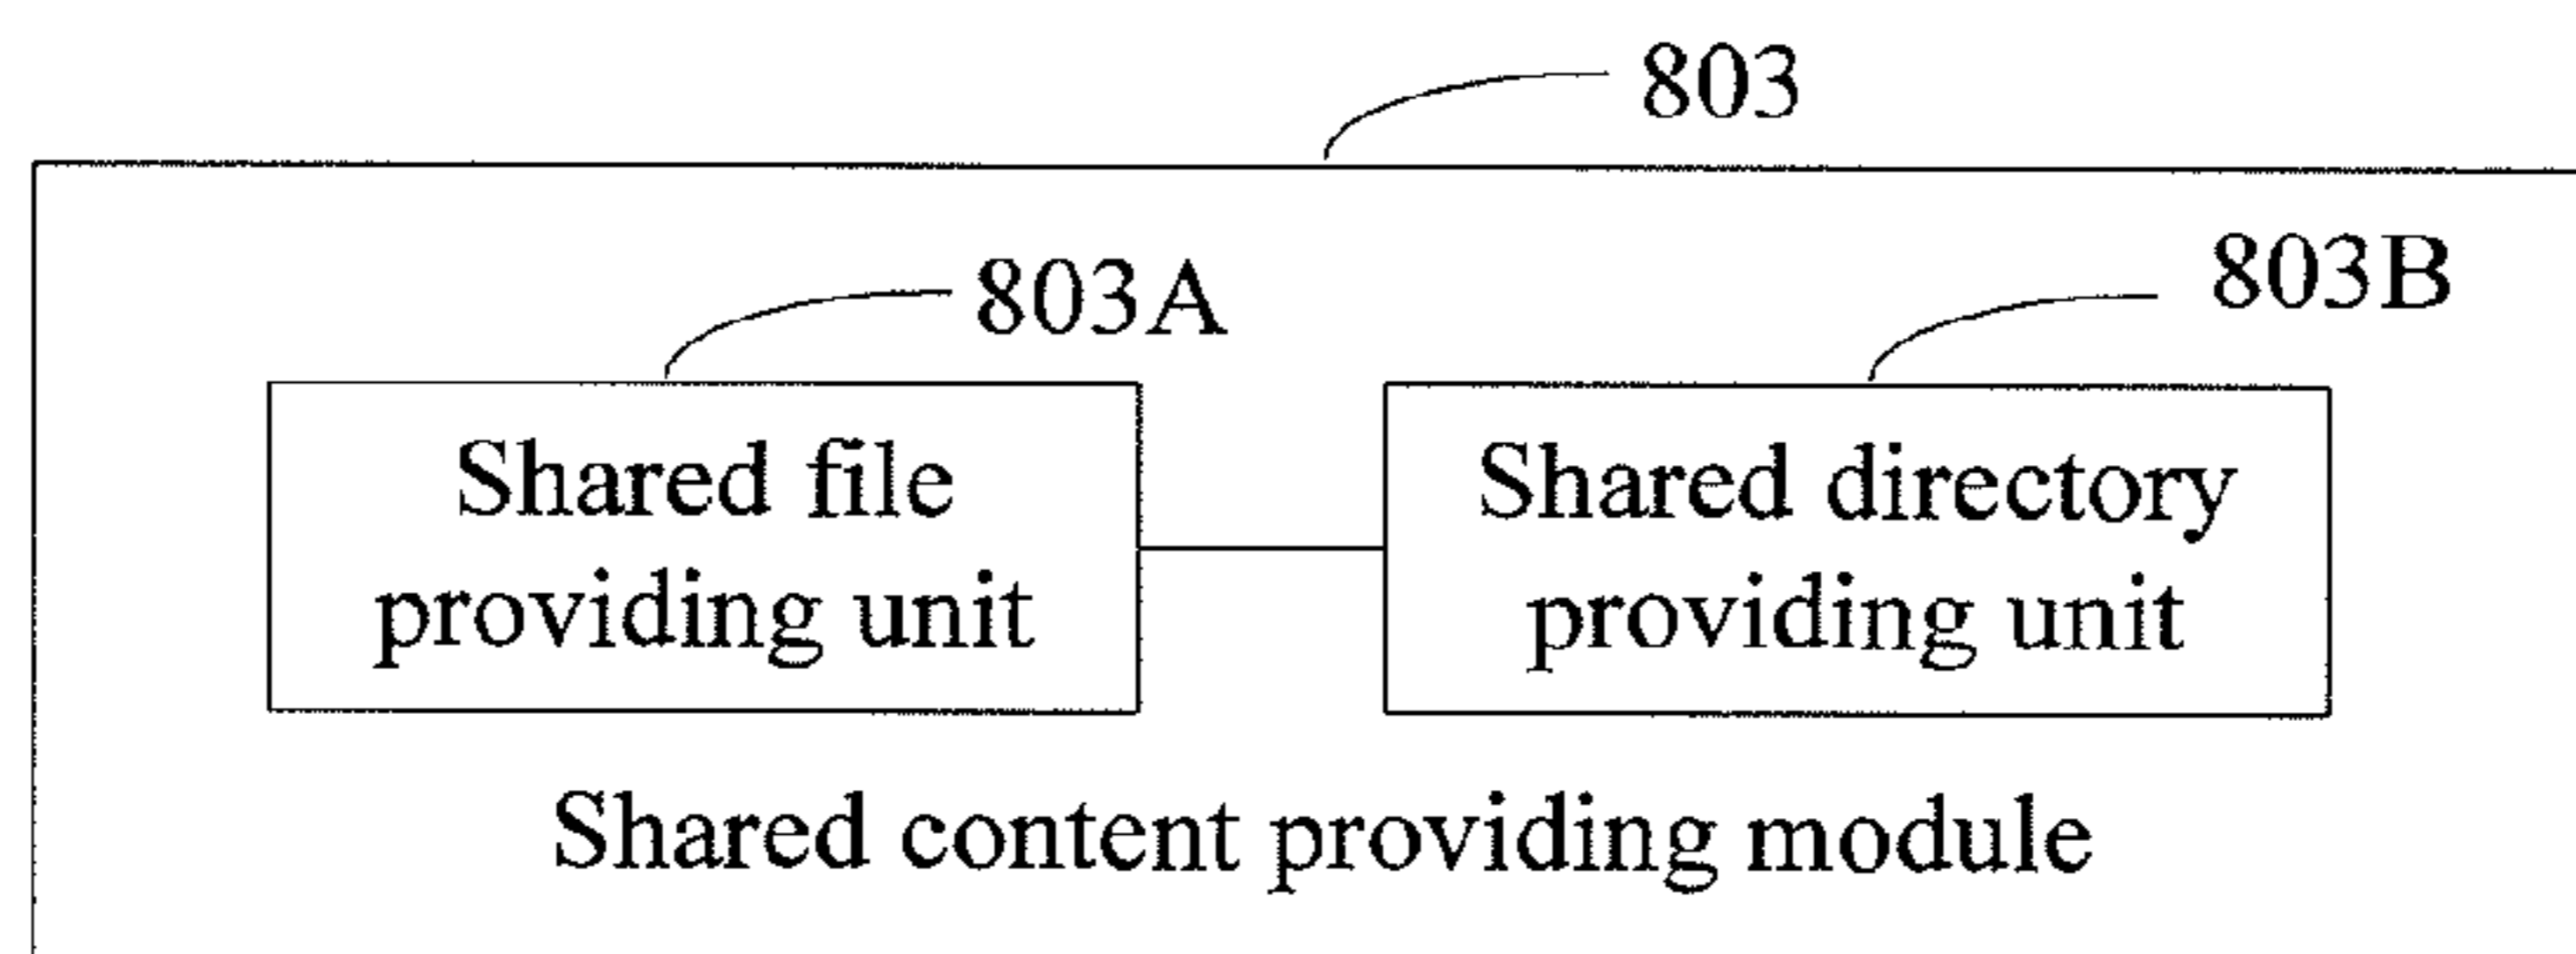 803
803A
803B
Shared file
providing unit
Shared directory
providing unit
Shared content providing module